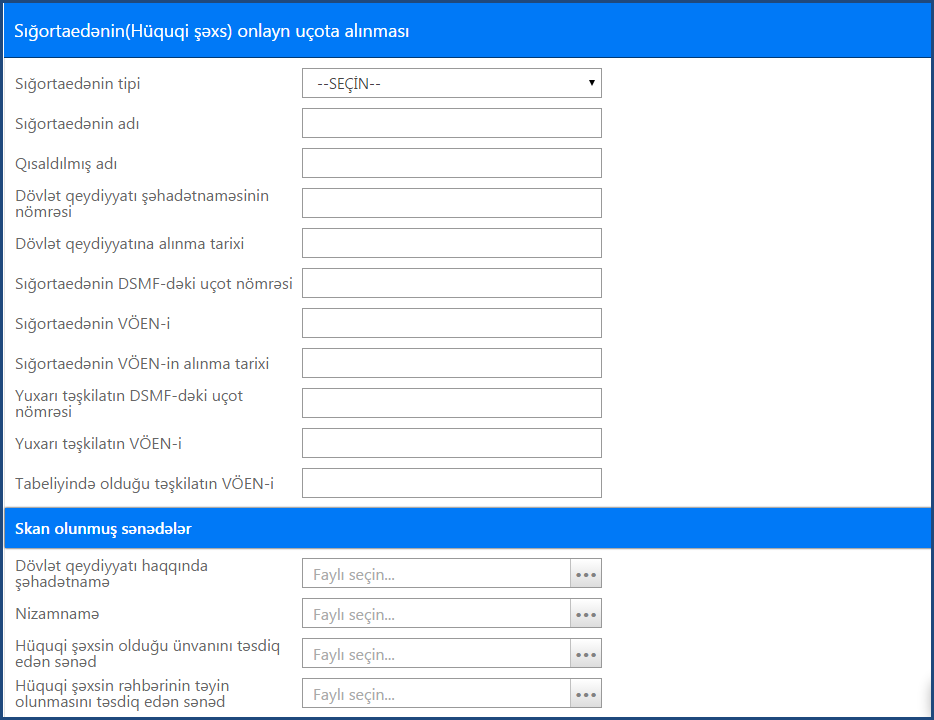 Sığortaedənin(Hüquqi şəxs) onlayn uçota alınması
Sığortaedənin tipi
--SEÇİN--
Sığortaedənin adı
Qısaldılmış adı
Dövlət qeydiyyatı şəhadətnaməsinin
nömrəsi
Dövlət qeydiyyatına alınma tarixi
Sığortaedənin DSMF-dəki uçot nömrəsi
Sığortaedənin VÖEN-i
Sığortaedənin VÖEN-in alınma tarixi
Yuxarı təşkilatın DSMF-dəki uçot
nömrəsi
Yuxarı təşkilatın VÖEN-i
Tabeliyində olduğu təşkilatın VÖEN-i
Skan olunmuş sənədələr
Dövlət qeydiyyatı haqqında
şəhadətnamə
Faylı seçin...
Nizamnamə
Faylı seçin...
Hüquqi şəxsin olduğu ünvanını təsdiq
edən sənəd
Faylı seçin...
Hüquqi şəxsin rəhbərinin təyin
olunmasını təsdiq edən sənəd
Faylı seçin...